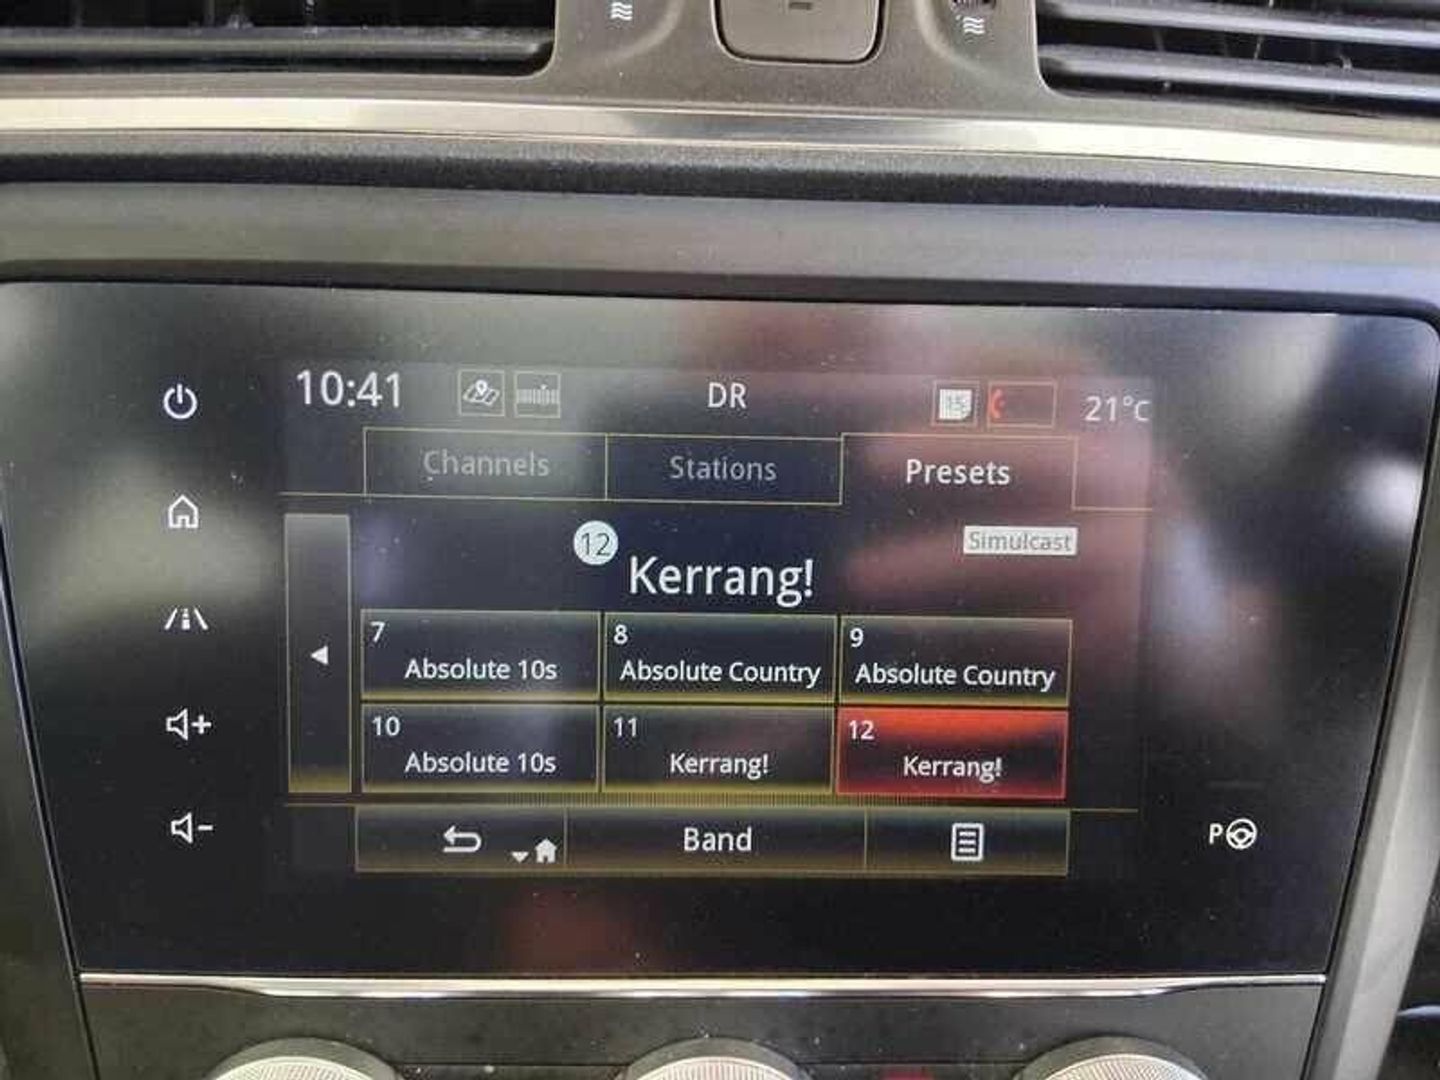 10:41
DR
15
21°C
Channels
Stations
Presets
12
Kerrang!
Simulcast
7
Absolute 10s
8
Absolute Country
9
Absolute Country
10
Absolute 10s
11
Kerrang!
12
Kerrang!
Band
P